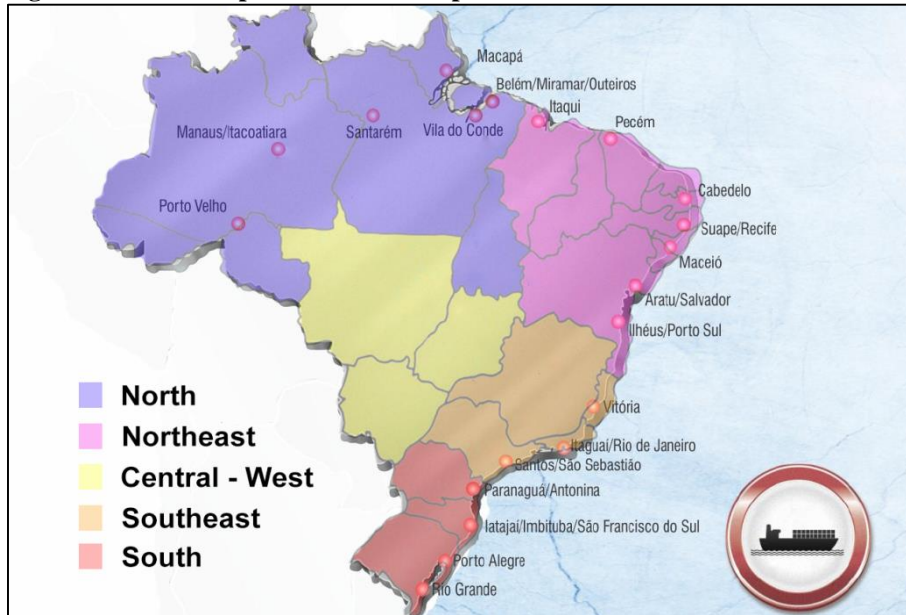 Macapá
Belém/Miramar/Outeiros
Itaqui
Pecém
Manaus/Itacoatiara
Santarém
Vila do Conde
Cabedelo
Porto Velho
Suape/Recife
Maceió
Aratu/Salvador
Ilhéus/Porto Sul
North
Vitória
Northeast
Itaguaí/Rio de Janeiro
Santos/São Sebastião
Central - West
Paranaguá/Antonina
Southeast
Iatajaí/Imbituba/São Francisco do Sul
South
Porto Alegre
Rio Grande